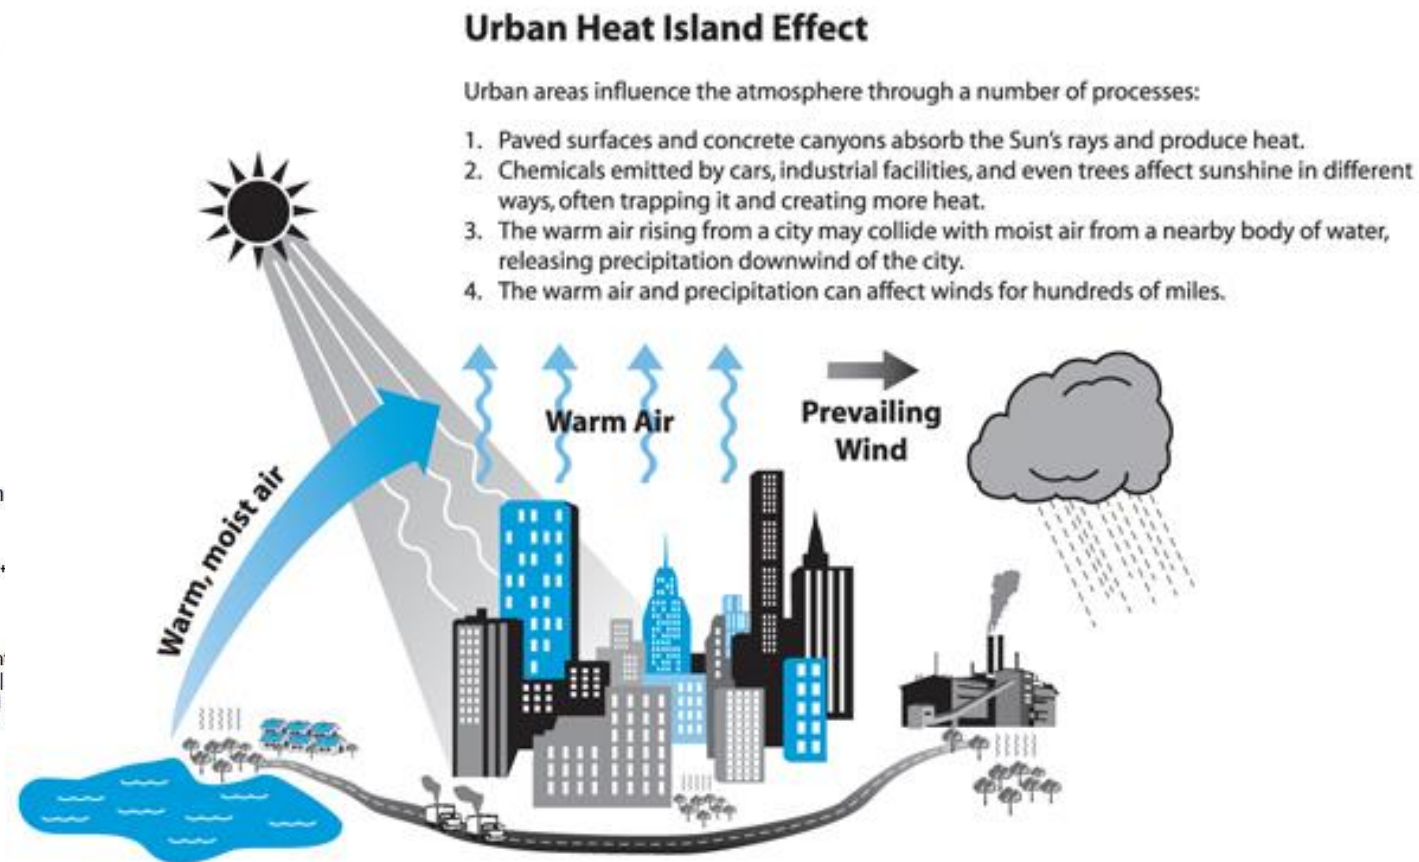 Urban Heat Island Effect
Urban areas influence the atmosphere through a number of processes:
1. Paved surfaces and concrete canyons absorb the Sun's rays and produce heat.
2. Chemicals emitted by cars, industrial facilities, and even trees affect sunshine in different
ways, often trapping it and creating more heat.
3. The warm air rising from a city may collide with moist air from a nearby body of water,
releasing precipitation downwind of the city.
4. The warm air and precipitation can affect winds for hundreds of miles.
Warm Air
Prevailing
Wind
Warm, moist air